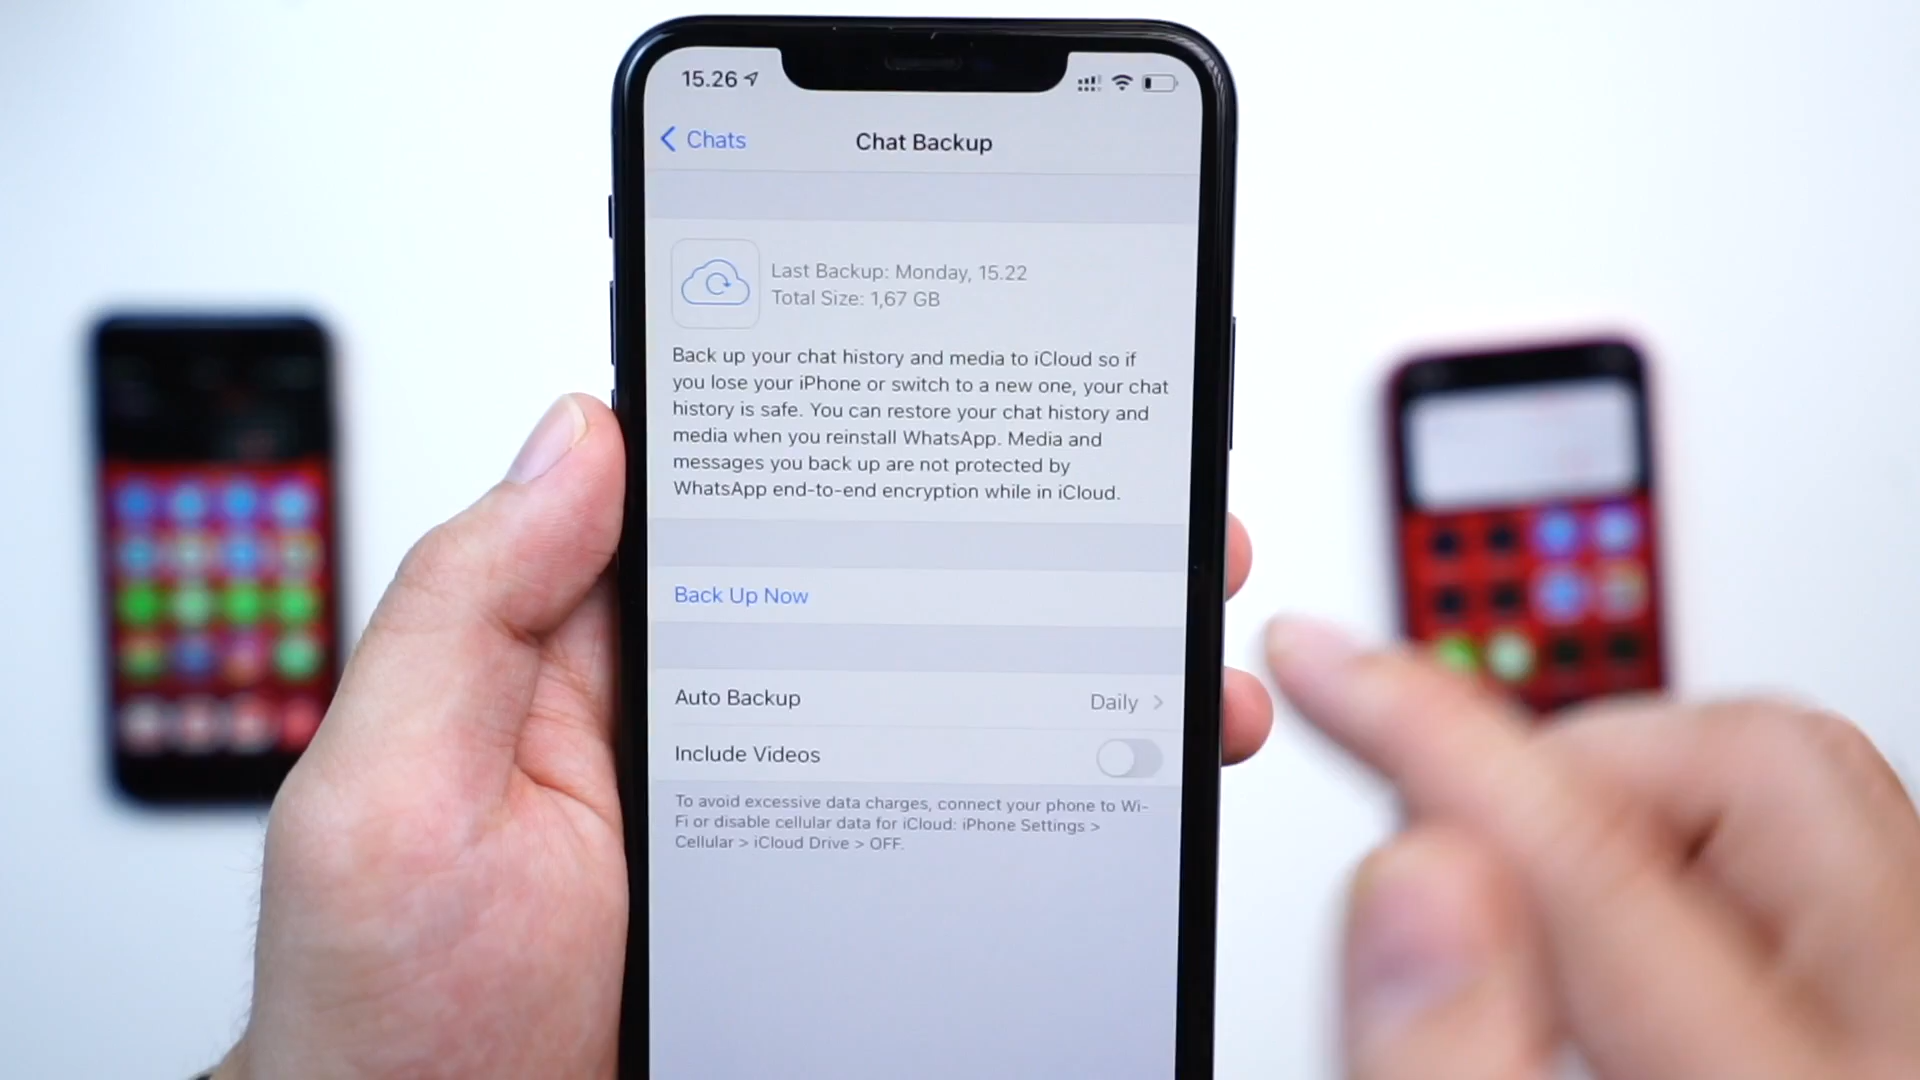 15.26
Chats
Chat Backup
Last Backup: Monday, 15.22
Total Size: 1,67 GB
Back up your chat history and media to iCloud so if
you lose your iPhone or switch to a new one, your chat
history is safe. You can restore your chat history and
media when you reinstall WhatsApp. Media and
messages you back up are not protected by
WhatsApp end-to-end encryption while in iCloud.
Back Up Now
Auto Backup Daily
Include Videos
To avoid excessive data charges, connect your phone to Wi-
Fi or disable cellular data for iCloud: iPhone Settings >
Cellular > iCloud Drive > OFF.